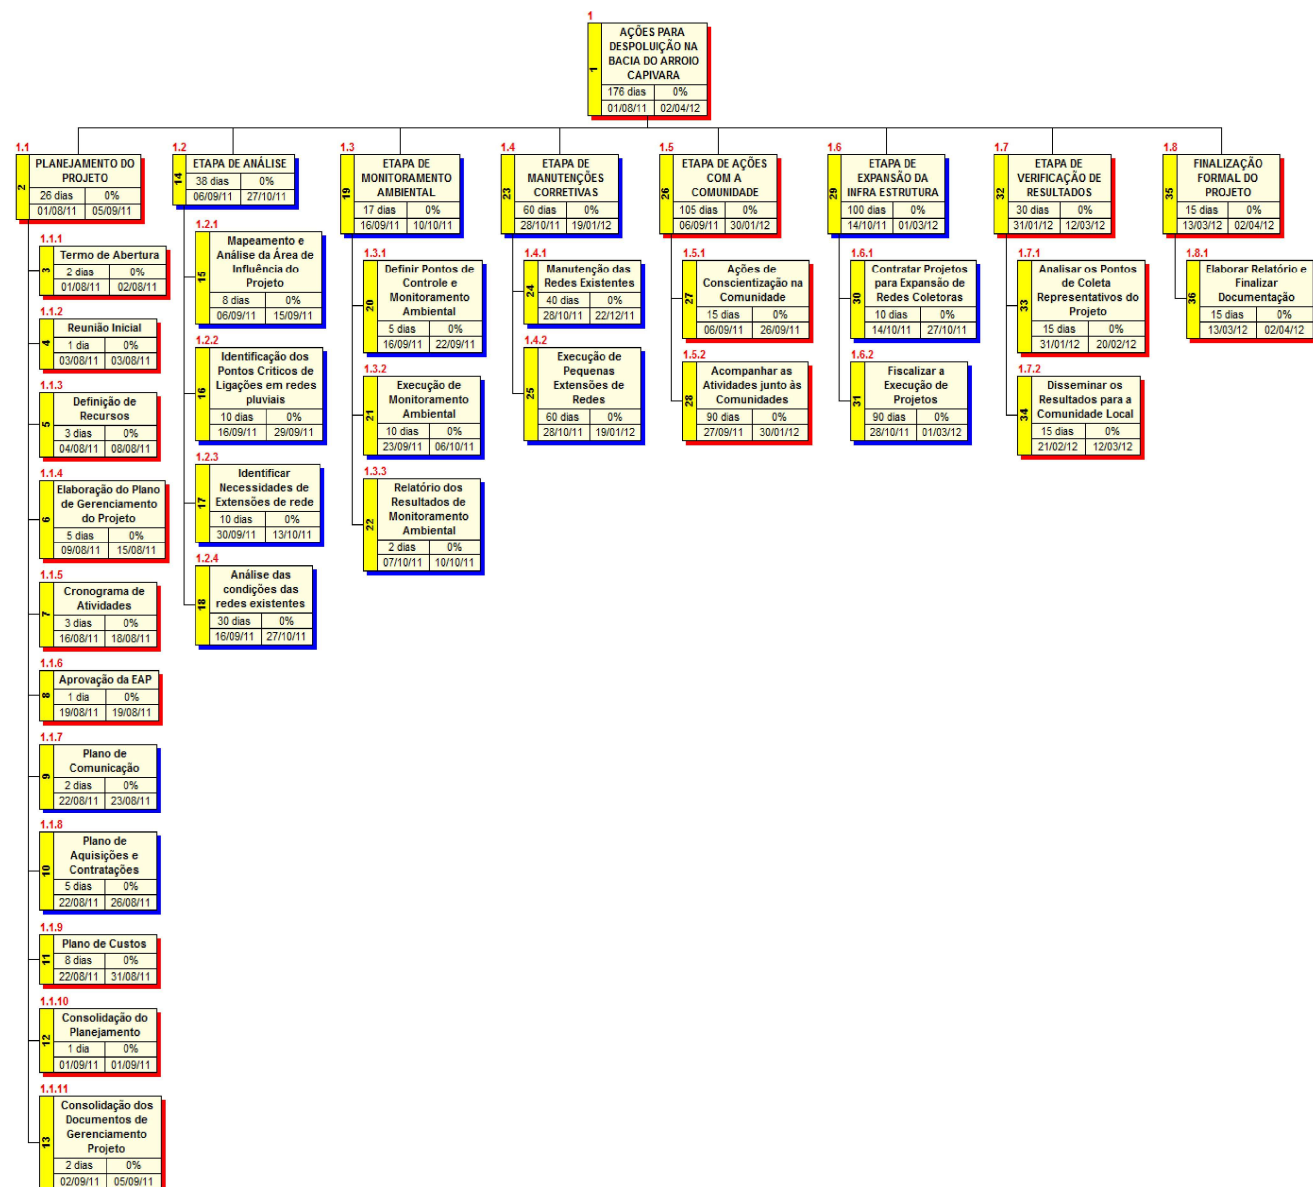 1
1
AÇÕES PARA
DESPOLUIÇÃO NA
BACIA DO ARROIO
CAPIVARA
176 dias 0%
01/08/11 02/04/12
1.1
2
PLANEJAMENTO DO
PROJETO
26 dias 0%
01/08/11 05/09/11
1.1.1
3
Termo de Abertura
2 dias 0%
01/08/11 02/08/11
1.1.2
4
Reunião Inicial
1 dia 0%
03/08/11 03/08/11
1.1.3
5
Definição de
Recursos
3 dias 0%
04/08/11 08/08/11
1.1.4
6
Elaboração do Plano
de Gerenciamento
do Projeto
5 dias 0%
09/08/11 15/08/11
1.1.5
7
Cronograma de
Atividades
3 dias 0%
16/08/11 18/08/11
1.1.6
8
Aprovação da EAP
1 dia 0%
19/08/11 19/08/11
1.1.7
9
Plano de
Comunicação
2 dias 0%
22/08/11 23/08/11
1.1.8
10
Plano de
Aquisições e
Contratações
5 dias 0%
22/08/11 26/08/11
1.1.9
11
Plano de Custos
8 dias 0%
22/08/11 31/08/11
1.1.10
12
Consolidação do
Planejamento
1 dia 0%
01/09/11 01/09/11
1.1.11
13
Consolidação dos
Documentos de
Gerenciamento
Projeto
2 dias 0%
02/09/11 05/09/11
1.2
14
ETAPA DE ANÁLISE
38 dias 0%
06/09/11 27/10/11
1.2.1
15
Mapeamento e
Análise da Área de
Influência do
Projeto
8 dias 0%
06/09/11 15/09/11
1.2.2
16
Identificação dos
Pontos Críticos de
Ligações em redes
pluviais
10 dias 0%
16/09/11 29/09/11
1.2.3
17
Identificar
Necessidades de
Extensões de rede
10 dias 0%
30/09/11 13/10/11
1.2.4
18
Análise das
condições das
redes existentes
30 dias 0%
16/09/11 27/10/11
1.3
19
ETAPA DE
MONITORAMENTO
AMBIENTAL
17 dias 0%
16/09/11 10/10/11
1.3.1
20
Definir Pontos de
Controle e
Monitoramento
Ambiental
5 dias 0%
16/09/11 22/09/11
1.3.2
21
Execução de
Monitoramento
Ambiental
10 dias 0%
23/09/11 06/10/11
1.3.3
22
Relatório dos
Resultados de
Monitoramento
Ambiental
2 dias 0%
07/10/11 10/10/11
1.4
23
ETAPA DE
MANUTENÇÕES
CORRETIVAS
60 dias 0%
28/10/11 19/01/12
1.4.1
24
Manutenção das
Redes Existentes
40 dias 0%
28/10/11 22/12/11
1.4.2
25
Execução de
Pequenas
Extensões de
Redes
60 dias 0%
28/10/11 19/01/12
1.5
26
ETAPA DE AÇÕES
COM A
COMUNIDADE
105 dias 0%
06/09/11 30/01/12
1.5.1
27
Ações de
Conscientização na
Comunidade
15 dias 0%
06/09/11 26/09/11
1.5.2
28
Acompanhar as
Atividades junto às
Comunidades
90 dias 0%
27/09/11 30/01/12
1.6
29
ETAPA DE
EXPANSÃO DA
INFRA ESTRUTURA
100 dias 0%
14/10/11 01/03/12
1.6.1
30
Contratar Projetos
para Expansão de
Redes Coletoras
10 dias 0%
14/10/11 27/10/11
1.6.2
31
Fiscalizar a
Execução de
Projetos
90 dias 0%
28/10/11 01/03/12
1.7
32
ETAPA DE
VERIFICAÇÃO DE
RESULTADOS
30 dias 0%
31/01/12 12/03/12
1.7.1
33
Analisar os Pontos
de Coleta
Representativos do
Projeto
15 dias 0%
31/01/12 20/02/12
1.7.2
34
Disseminar os
Resultados para a
Comunidade Local
15 dias 0%
21/02/12 12/03/12
1.8
35
FINALIZAÇÃO
FORMAL DO
PROJETO
15 dias 0%
13/03/12 02/04/12
1.8.1
36
Elaborar Relatório e
Finalizar
Documentação
15 dias 0%
13/03/12 02/04/12